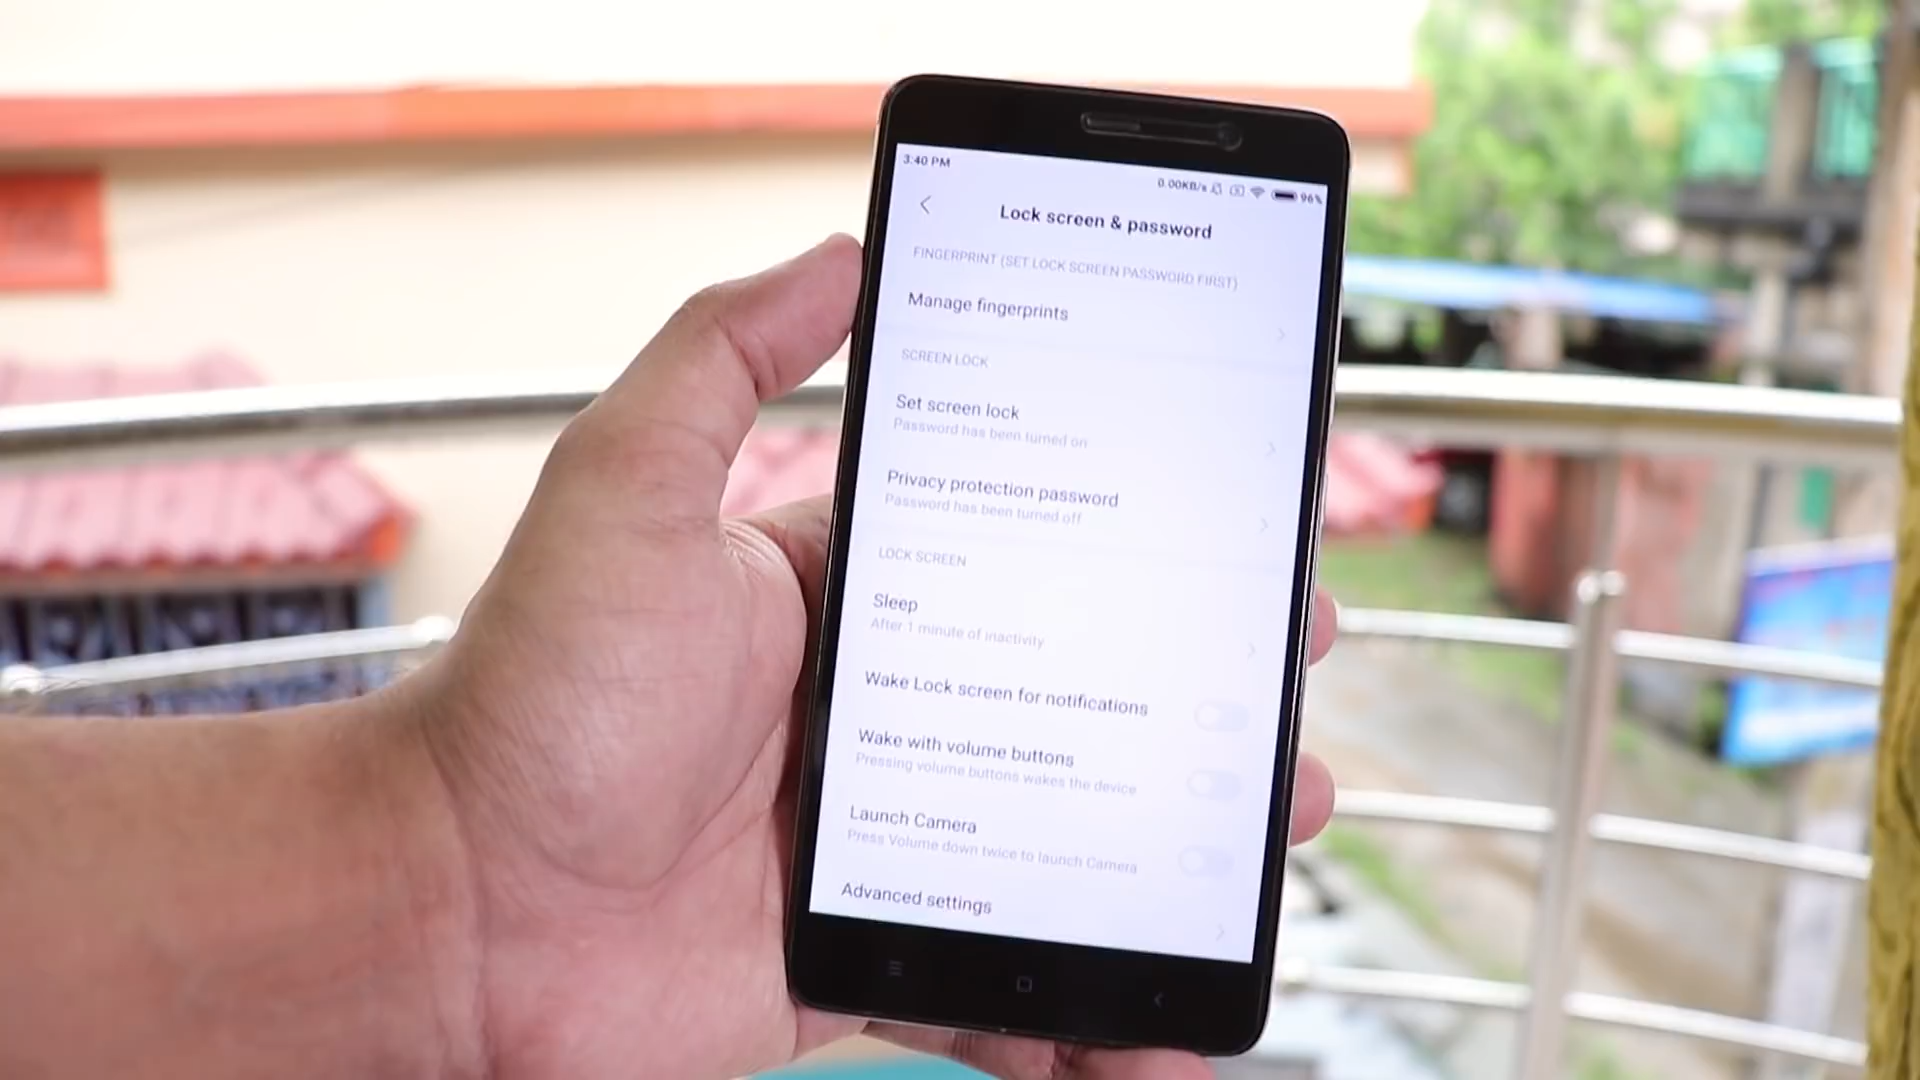 3:40 PM
0.00KB/s 96%
Lock screen & password
FINGERPRINT (SET LOCK SCREEN PASSWORD FIRST)
Manage fingerprints
SCREEN LOCK
Set screen lock
Password has been turned on
Privacy protection password
Password has been turned off
LOCK SCREEN
Sleep
After 1 minute of inactivity
Wake Lock screen for notifications
Wake with volume buttons
Pressing volume buttons wakes the device
Launch Camera
Press Volume down twice to launch Camera
Advanced settings